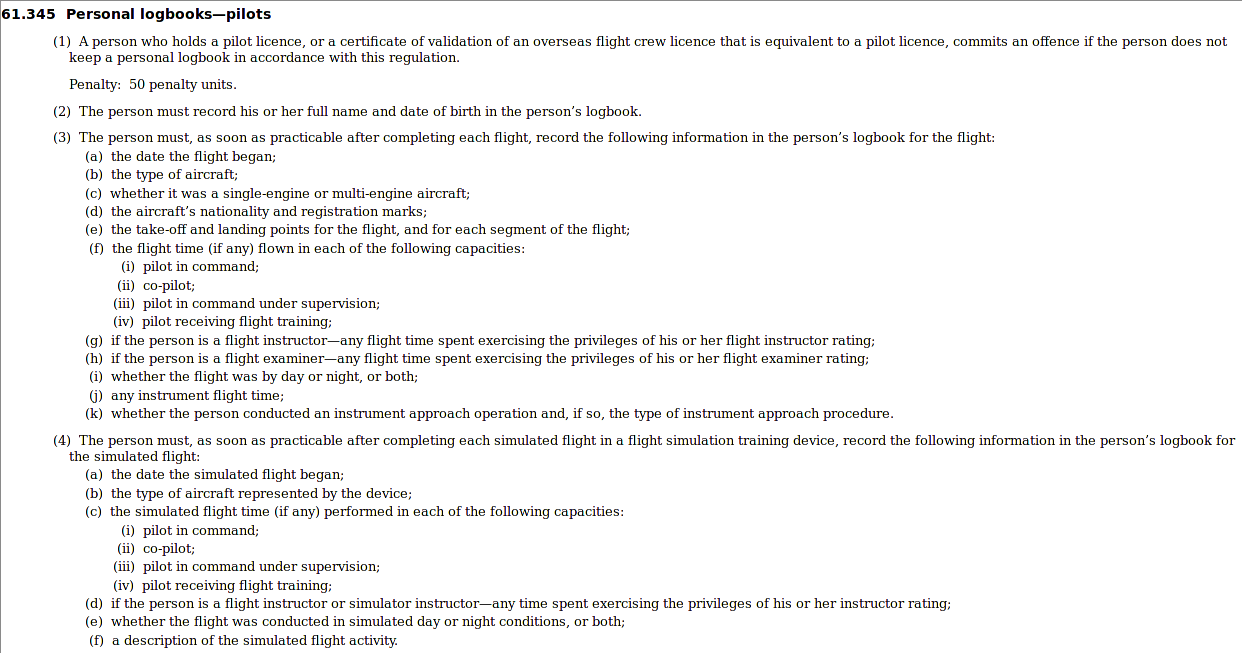 61.345  Personal logbooks—pilots
(1)  A person who holds a pilot licence, or a certificate of validation of an overseas flight crew licence that is equivalent to a pilot licence, commits an offence if the person does not
keep a personal logbook in accordance with this regulation.
Penalty:  50 penalty units.
(2)  The person must record his or her full name and date of birth in the person’s logbook.
(3)  The person must, as soon as practicable after completing each flight, record the following information in the person’s logbook for the flight:
(a)  the date the flight began;
(b)  the type of aircraft;
(c)  whether it was a single-engine or multi-engine aircraft;
(d)  the aircraft’s nationality and registration marks;
(e)  the take-off and landing points for the flight, and for each segment of the flight;
(f)  the flight time (if any) flown in each of the following capacities:
(i)  pilot in command;
(ii)  co-pilot;
(iii)  pilot in command under supervision;
(iv)  pilot receiving flight training;
(g)  if the person is a flight instructor—any flight time spent exercising the privileges of his or her flight instructor rating;
(h)  if the person is a flight examiner—any flight time spent exercising the privileges of his or her flight examiner rating;
(i)  whether the flight was by day or night, or both;
(j)  any instrument flight time;
(k)  whether the person conducted an instrument approach operation and, if so, the type of instrument approach procedure.
(4)  The person must, as soon as practicable after completing each simulated flight in a flight simulation training device, record the following information in the person’s logbook for
the simulated flight:
(a)  the date the simulated flight began;
(b)  the type of aircraft represented by the device;
(c)  the simulated flight time (if any) performed in each of the following capacities:
(i)  pilot in command;
(ii)  co-pilot;
(iii)  pilot in command under supervision;
(iv)  pilot receiving flight training;
(d)  if the person is a flight instructor or simulator instructor—any time spent exercising the privileges of his or her instructor rating;
(e)  whether the flight was conducted in simulated day or night conditions, or both;
(f)  a description of the simulated flight activity.